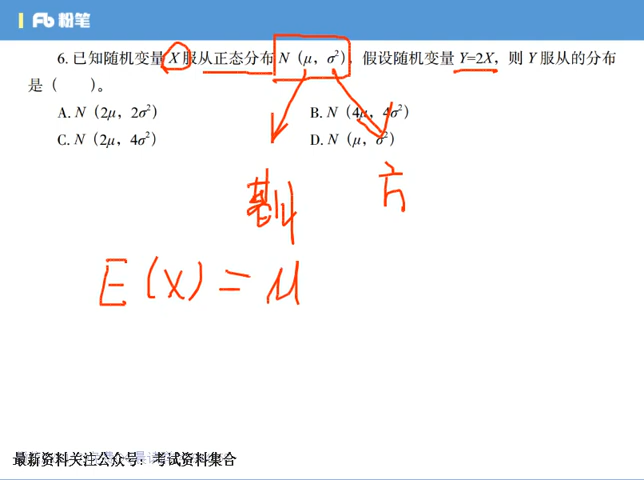 粉笔
6. 已知随机变量 X 服从正态分布 N（μ，σ²），假设随机变量 Y=2X，则 Y 服从的分布
是（ ）。
A. N（2μ，2σ²） B. N（4μ，4σ²）
C. N（2μ，4σ²） D. N（μ，σ²）
方
E(X)=μ
最新资料关注公众号：考试资料集合